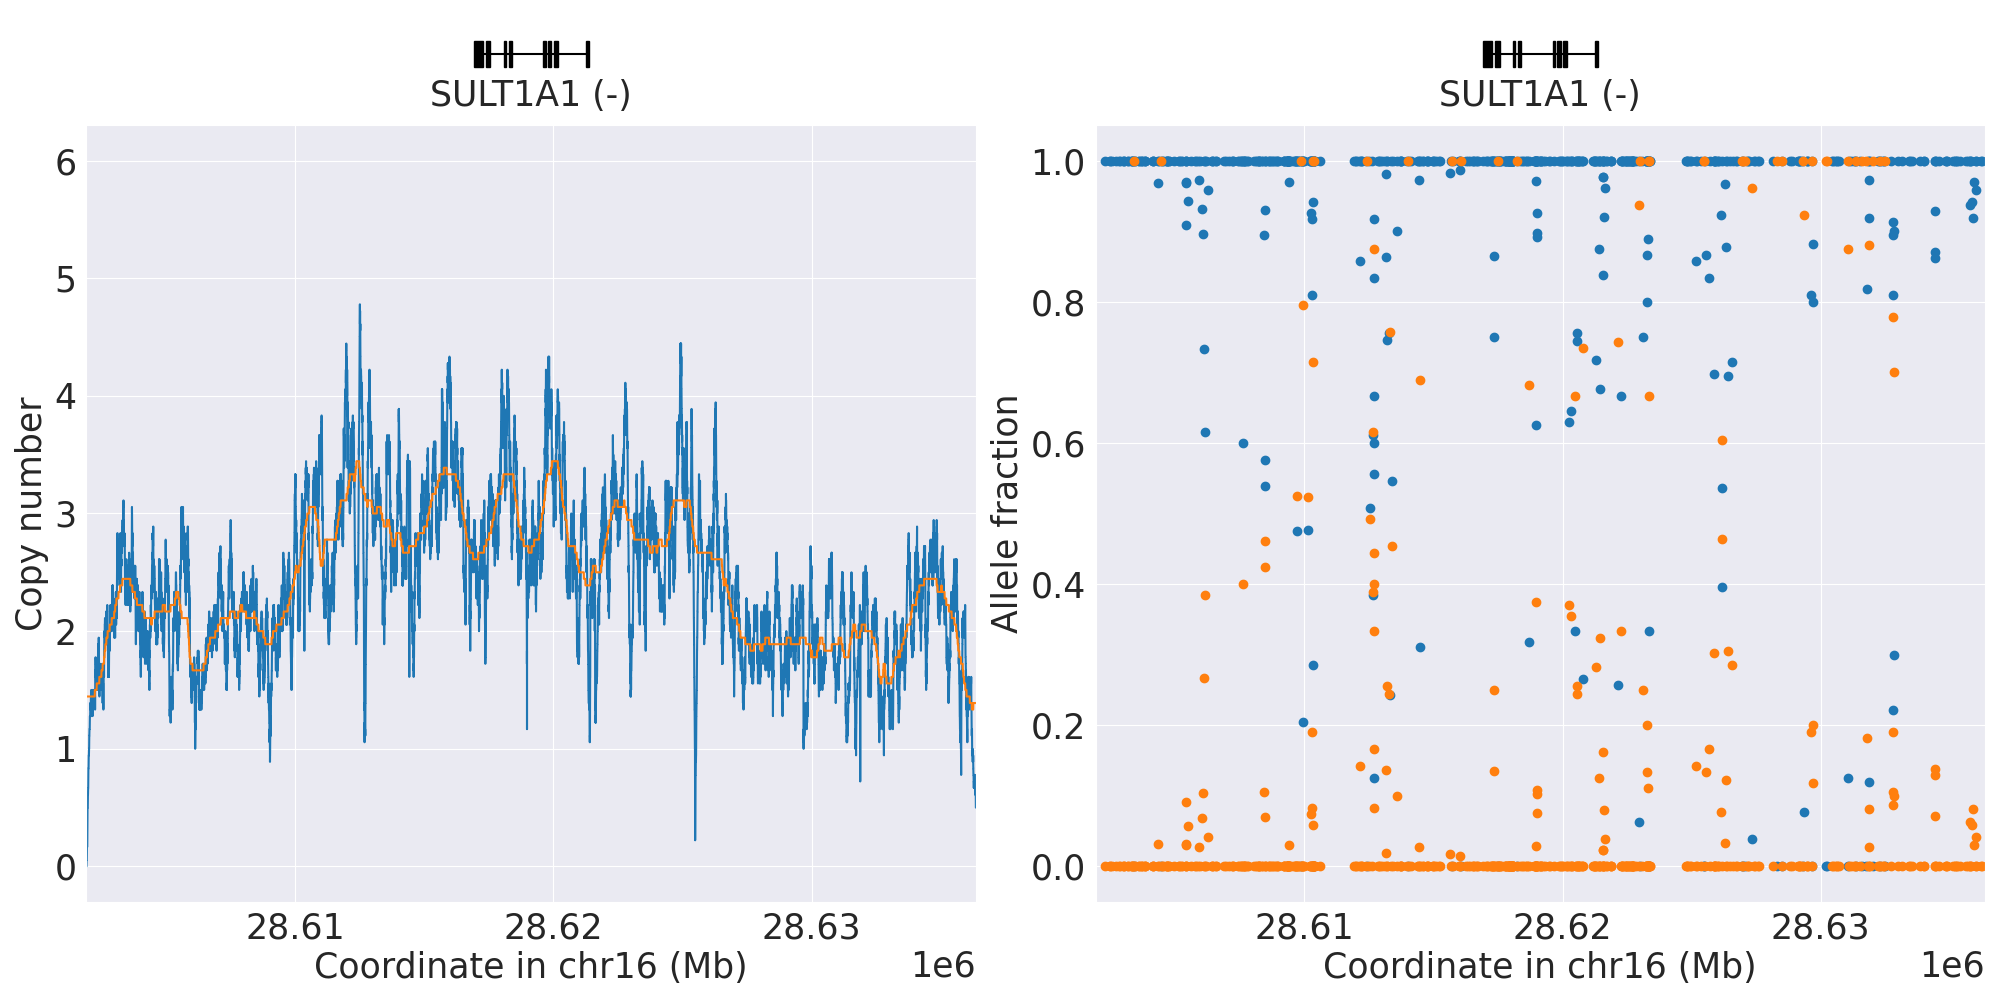 SULT1A1 (-)
6
5
4
3
2
1
0
Copy number
28.61
28.62
28.63
Coordinate in chr16 (Mb)
1e6
SULT1A1 (-)
1.0
0.8
0.6
0.4
0.2
0.0
Allele fraction
28.61
28.62
28.63
Coordinate in chr16 (Mb)
1e6